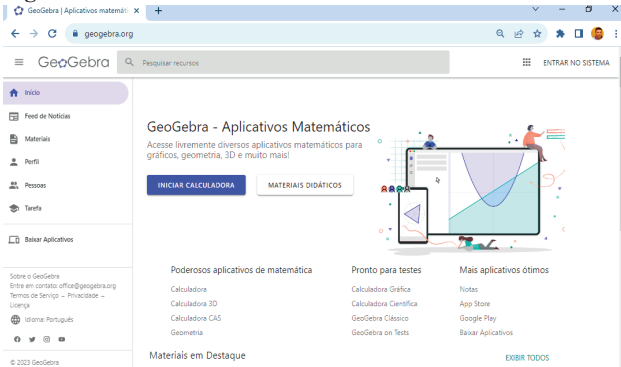 GeoGebra | Aplicativos matemáti
geogebra.org
GeoGebra
Pesquisar recursos
ENTRAR NO SISTEMA
Início
Feed de Notícias
Materiais
Perfil
Pessoas
Tarefa
Baixar Aplicativos
Sobre o GeoGebra
Entre em contato: office@geogebra.org
Termos de Serviço – Privacidade –
Licença
Idioma: Português
© 2023 GeoGebra
GeoGebra - Aplicativos Matemáticos
Acesse livremente diversos aplicativos matemáticos para
gráficos, geometria, 3D e muito mais!
INICIAR CALCULADORA
MATERIAIS DIDÁTICOS
Poderosos aplicativos de matemática
Calculadora
Calculadora 3D
Calculadora CAS
Geometria
Pronto para testes
Calculadora Gráfica
Calculadora Científica
GeoGebra Clássico
GeoGebra on Tests
Mais aplicativos ótimos
Notas
App Store
Google Play
Baixar Aplicativos
Materiais em Destaque
EXIBIR TODOS